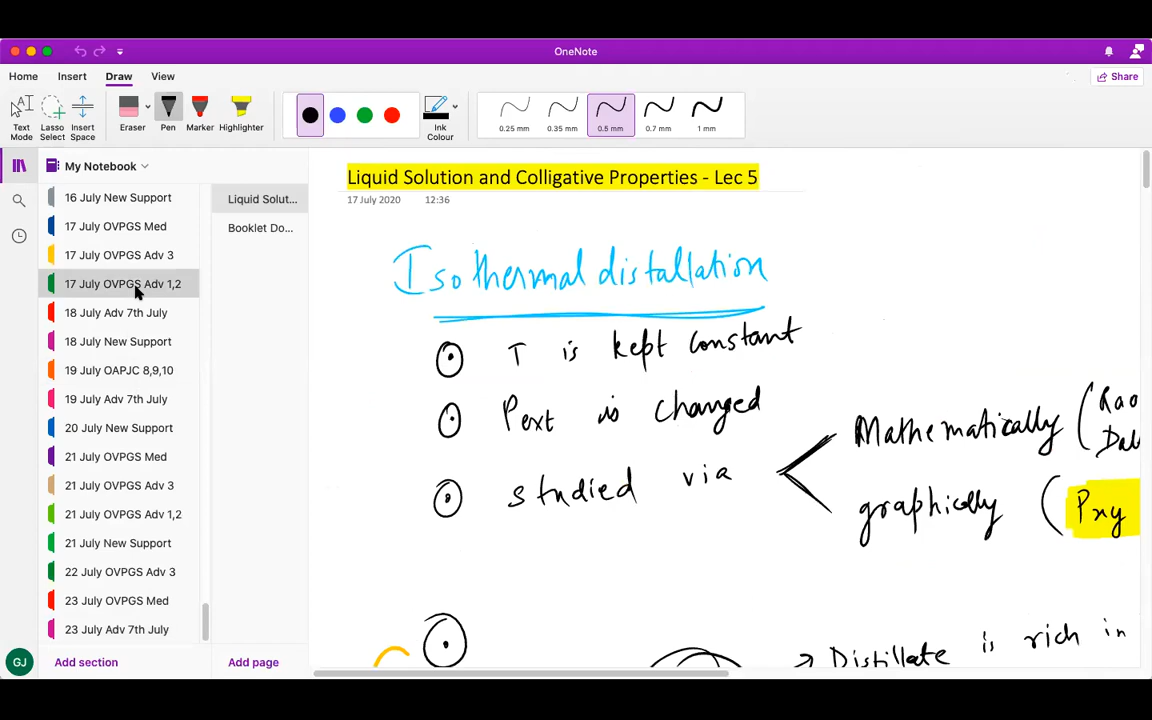 OneNote
Home Insert Draw View
Share
Text Mode
Lasso Select
Insert Space
Eraser
Pen
Marker
Highlighter
Ink Colour
0.25 mm
0.35 mm
0.5 mm
0.7 mm
1 mm
My Notebook
16 July New Support
17 July OVPGS Med
17 July OVPGS Adv 3
17 July OVPGS Adv 1,2
18 July Adv 7th July
18 July New Support
19 July OAPJC 8,9,10
19 July Adv 7th July
20 July New Support
21 July OVPGS Med
21 July OVPGS Adv 3
21 July OVPGS Adv 1,2
21 July New Support
22 July OVPGS Adv 3
23 July OVPGS Med
23 July Adv 7th July
GJ
Add section
Liquid Solut...
Booklet Do...
Add page
Liquid Solution and Colligative Properties - Lec 5
17 July 2020 12:36
Isothermal distallation
T is kept constant
Pext is changed
studied via
Mathematically (Rao
Dal
graphically (Pxy
→ Distillate is rich in